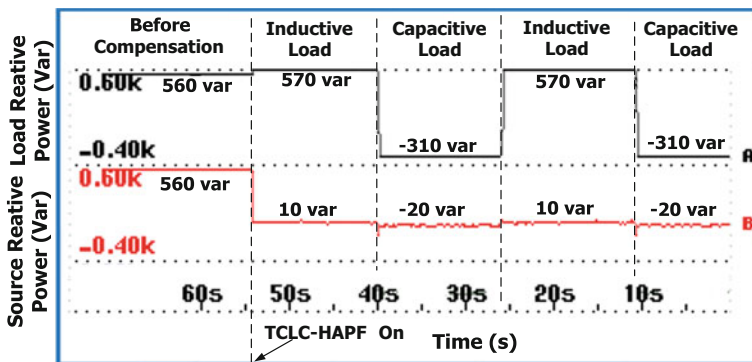 Before Compensation
Inductive Load
Capacitive Load
Inductive Load
Capacitive Load
Load Reative Power (Var)
0.60k
560 var
570 var
570 var
-0.40k
-310 var
-310 var
A
Source Reative Power (Var)
0.60k
560 var
10 var
-20 var
10 var
-20 var
B
-0.40k
60s
50s
40s
30s
20s
10s
TCLC-HAPF On
Time (s)